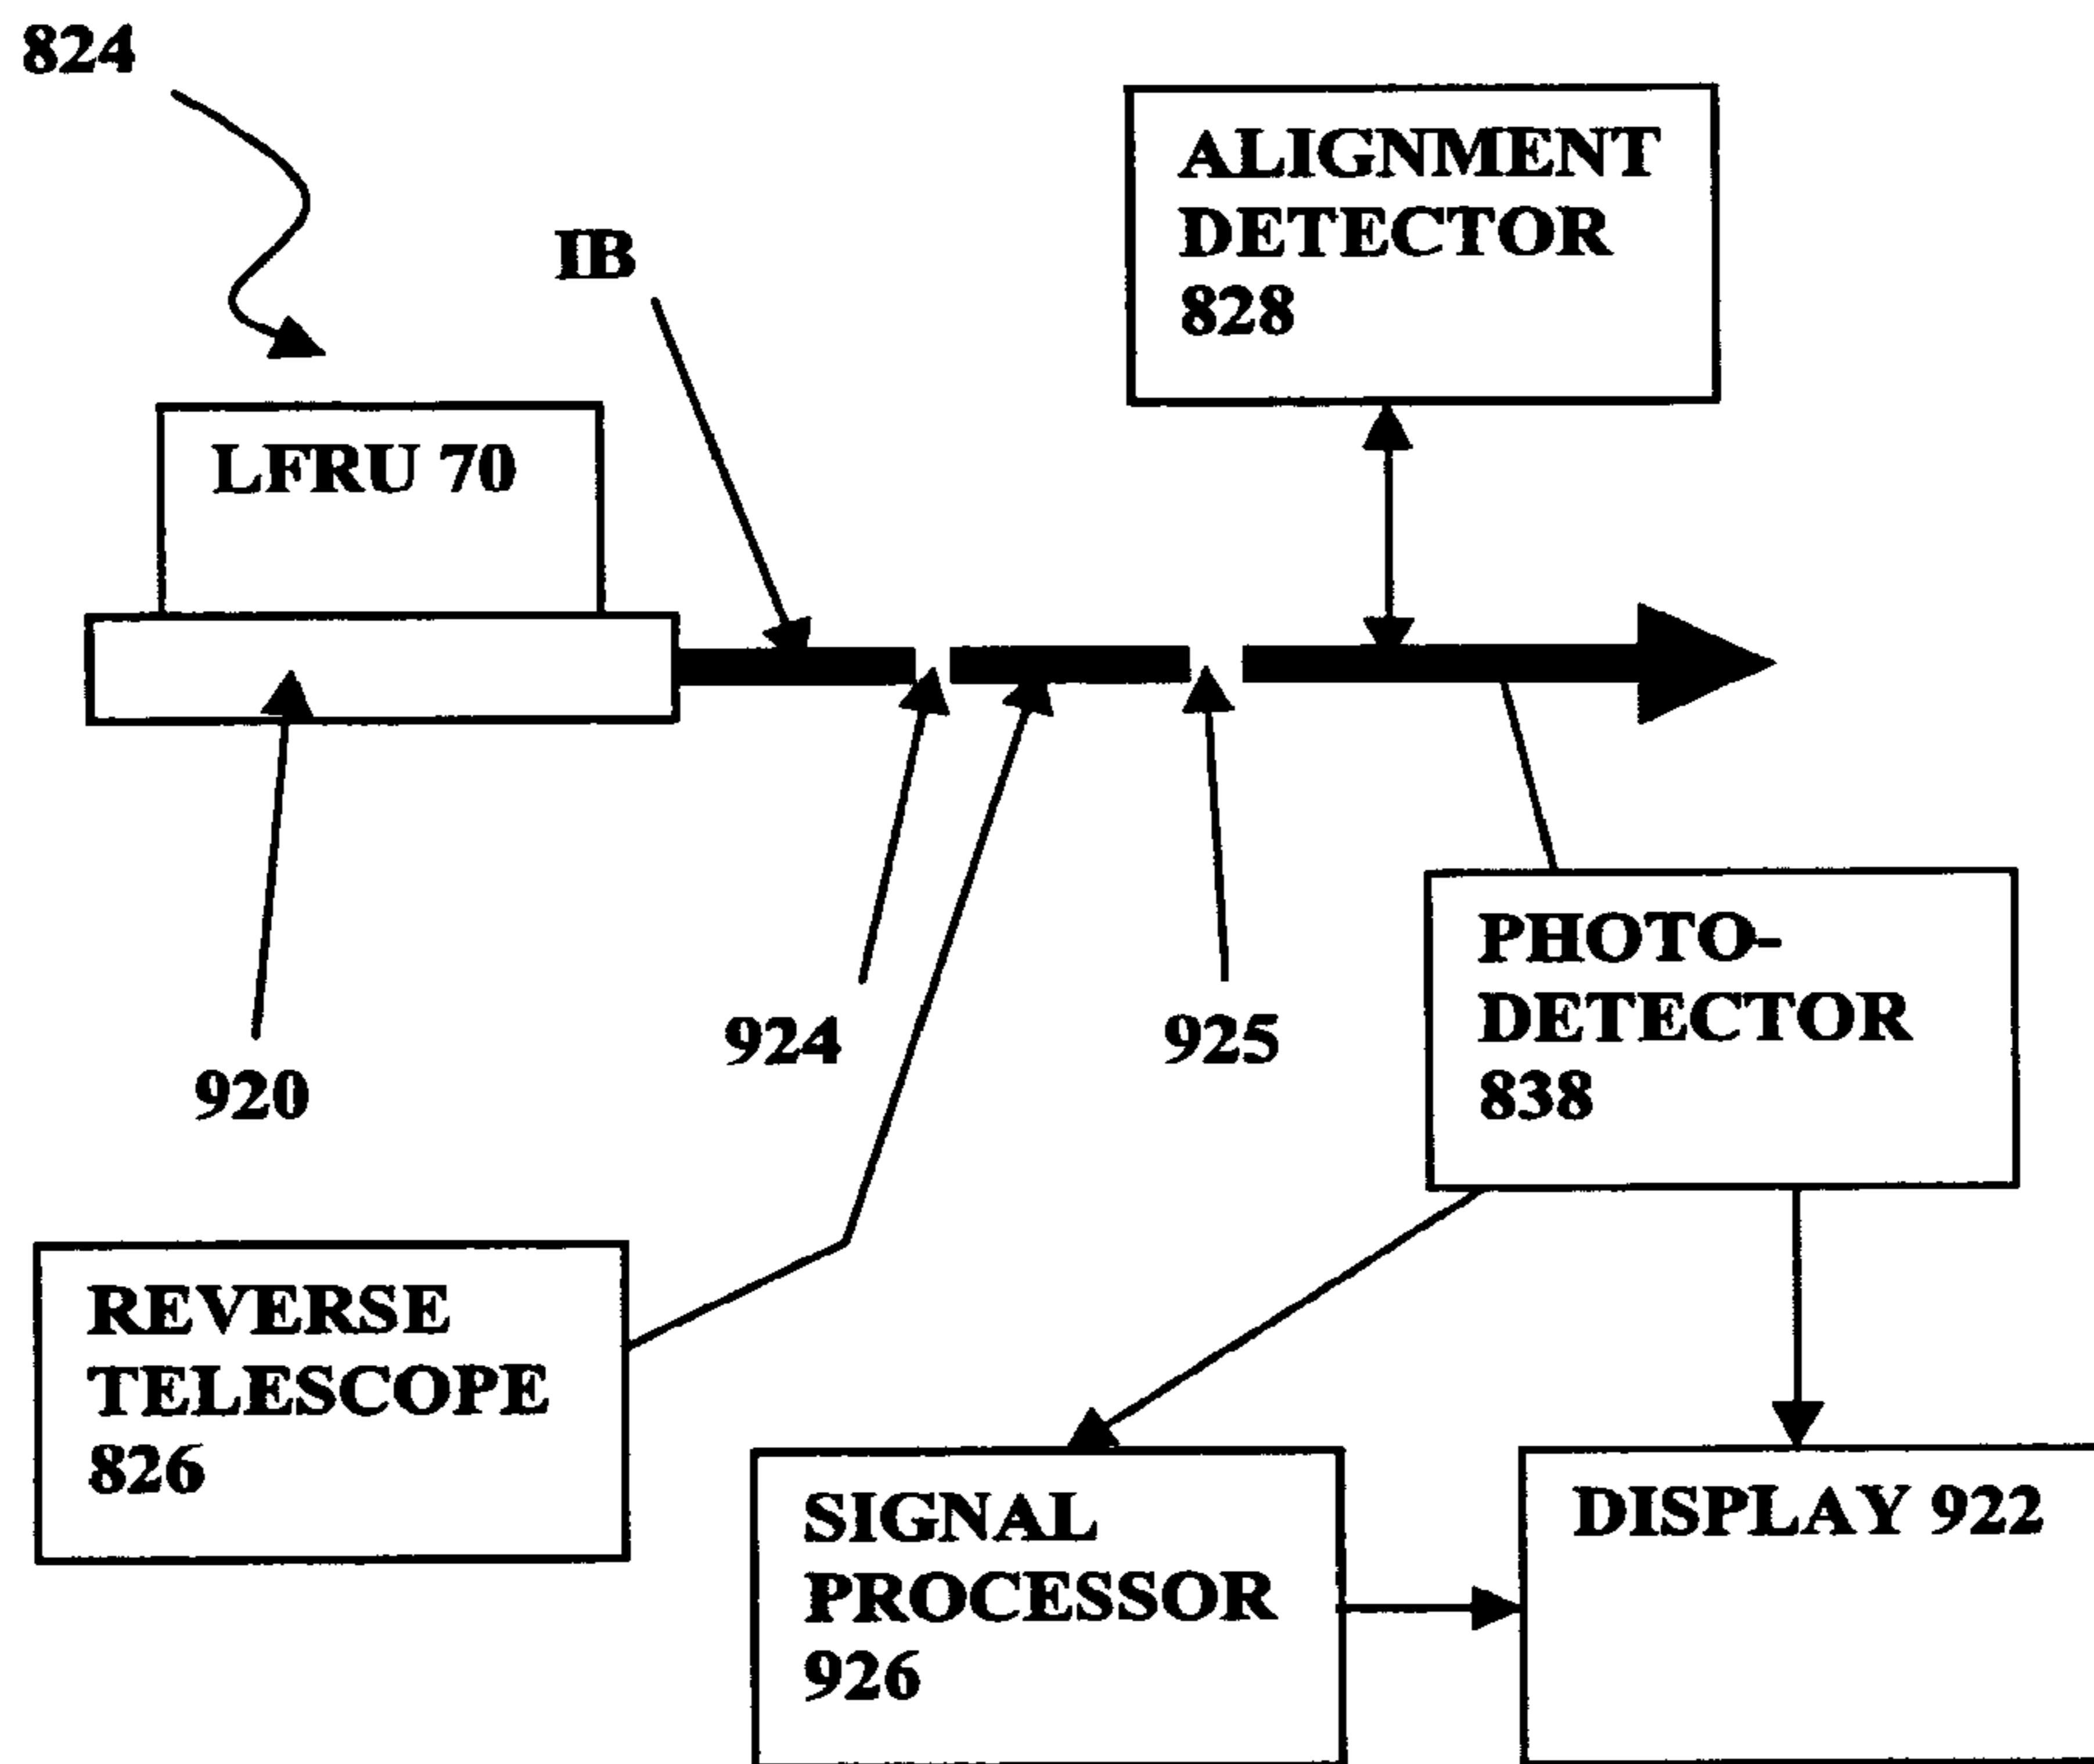 824
ALIGNMENT
DETECTOR
828
IB
LFRU 70
PHOTO-
DETECTOR
838
924
925
920
REVERSE
TELESCOPE
826
SIGNAL
PROCESSOR
926
DISPLAY 922